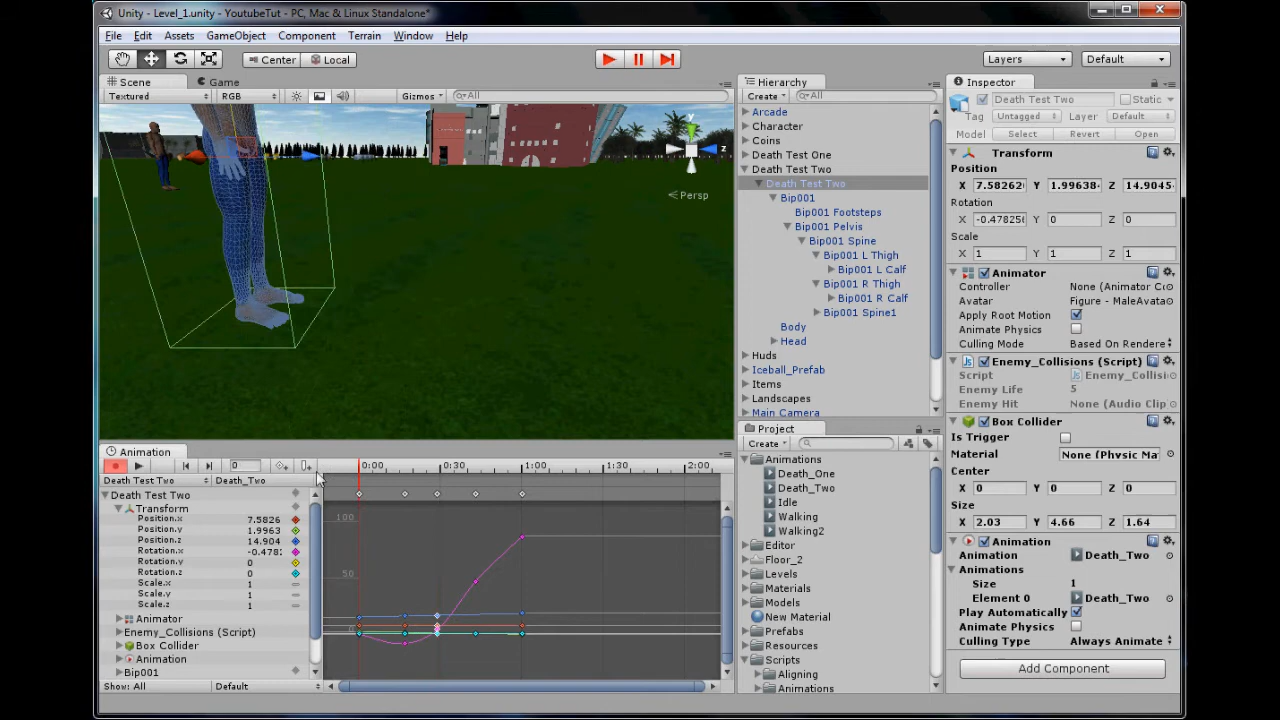 Unity - Level_1.unity - YoutubeTut - PC, Mac & Linux Standalone*
File Edit Assets GameObject Component Terrain Window Help
Center Local Layers Default
Scene Game
Textured RGB Gizmos All
y
z
Persp
Hierarchy
Create All
Arcade
Character
Coins
Death Test One
Death Test Two
Death Test Two
Bip001
Bip001 Footsteps
Bip001 Pelvis
Bip001 Spine
Bip001 L Thigh
Bip001 L Calf
Bip001 R Thigh
Bip001 R Calf
Bip001 Spine1
Body
Head
Huds
Iceball_Prefab
Items
Landscapes
Main Camera
Project
Create
Animations
Death_One
Death_Two
Idle
Walking
Walking2
Editor
Floor_2
Levels
Materials
Models
New Material
Prefabs
Resources
Scripts
Aligning
Animations
Inspector
Death Test Two Static
Tag Untagged Layer Default
Model Select Revert Open
Transform
Position
X 7.58262 Y 1.99638 Z 14.9045
Rotation
X -0.47825 Y 0 Z 0
Scale
X 1 Y 1 Z 1
Animator
Controller None (Animator C
Avatar Figure - MaleAvata
Apply Root Motion
Animate Physics
Culling Mode Based On Rendere
Enemy_Collisions (Script)
Script Enemy_Collisi
Enemy Life 5
Enemy Hit None (Audio Clip
Box Collider
Is Trigger
Material None (Physic Ma
Center
X 0 Y 0 Z 0
Size
X 2.03 Y 4.66 Z 1.64
Animation
Animation Death_Two
Animations
Size 1
Element 0 Death_Two
Play Automatically
Animate Physics
Culling Type Always Animate
Add Component
Animation
0 0:00 0:30 1:00 2:00
Death Test Two Death_Two
Death Test Two
Transform
Position.x 7.5826
Position.y 1.9963
Position.z 14.904
Rotation.x -0.478
Rotation.y 0
Rotation.z 0
Scale.x 1
Scale.y 1
Scale.z 1
Animator
Enemy_Collisions (Script)
Box Collider
Animation
Bip001
Show: All Default
100
50